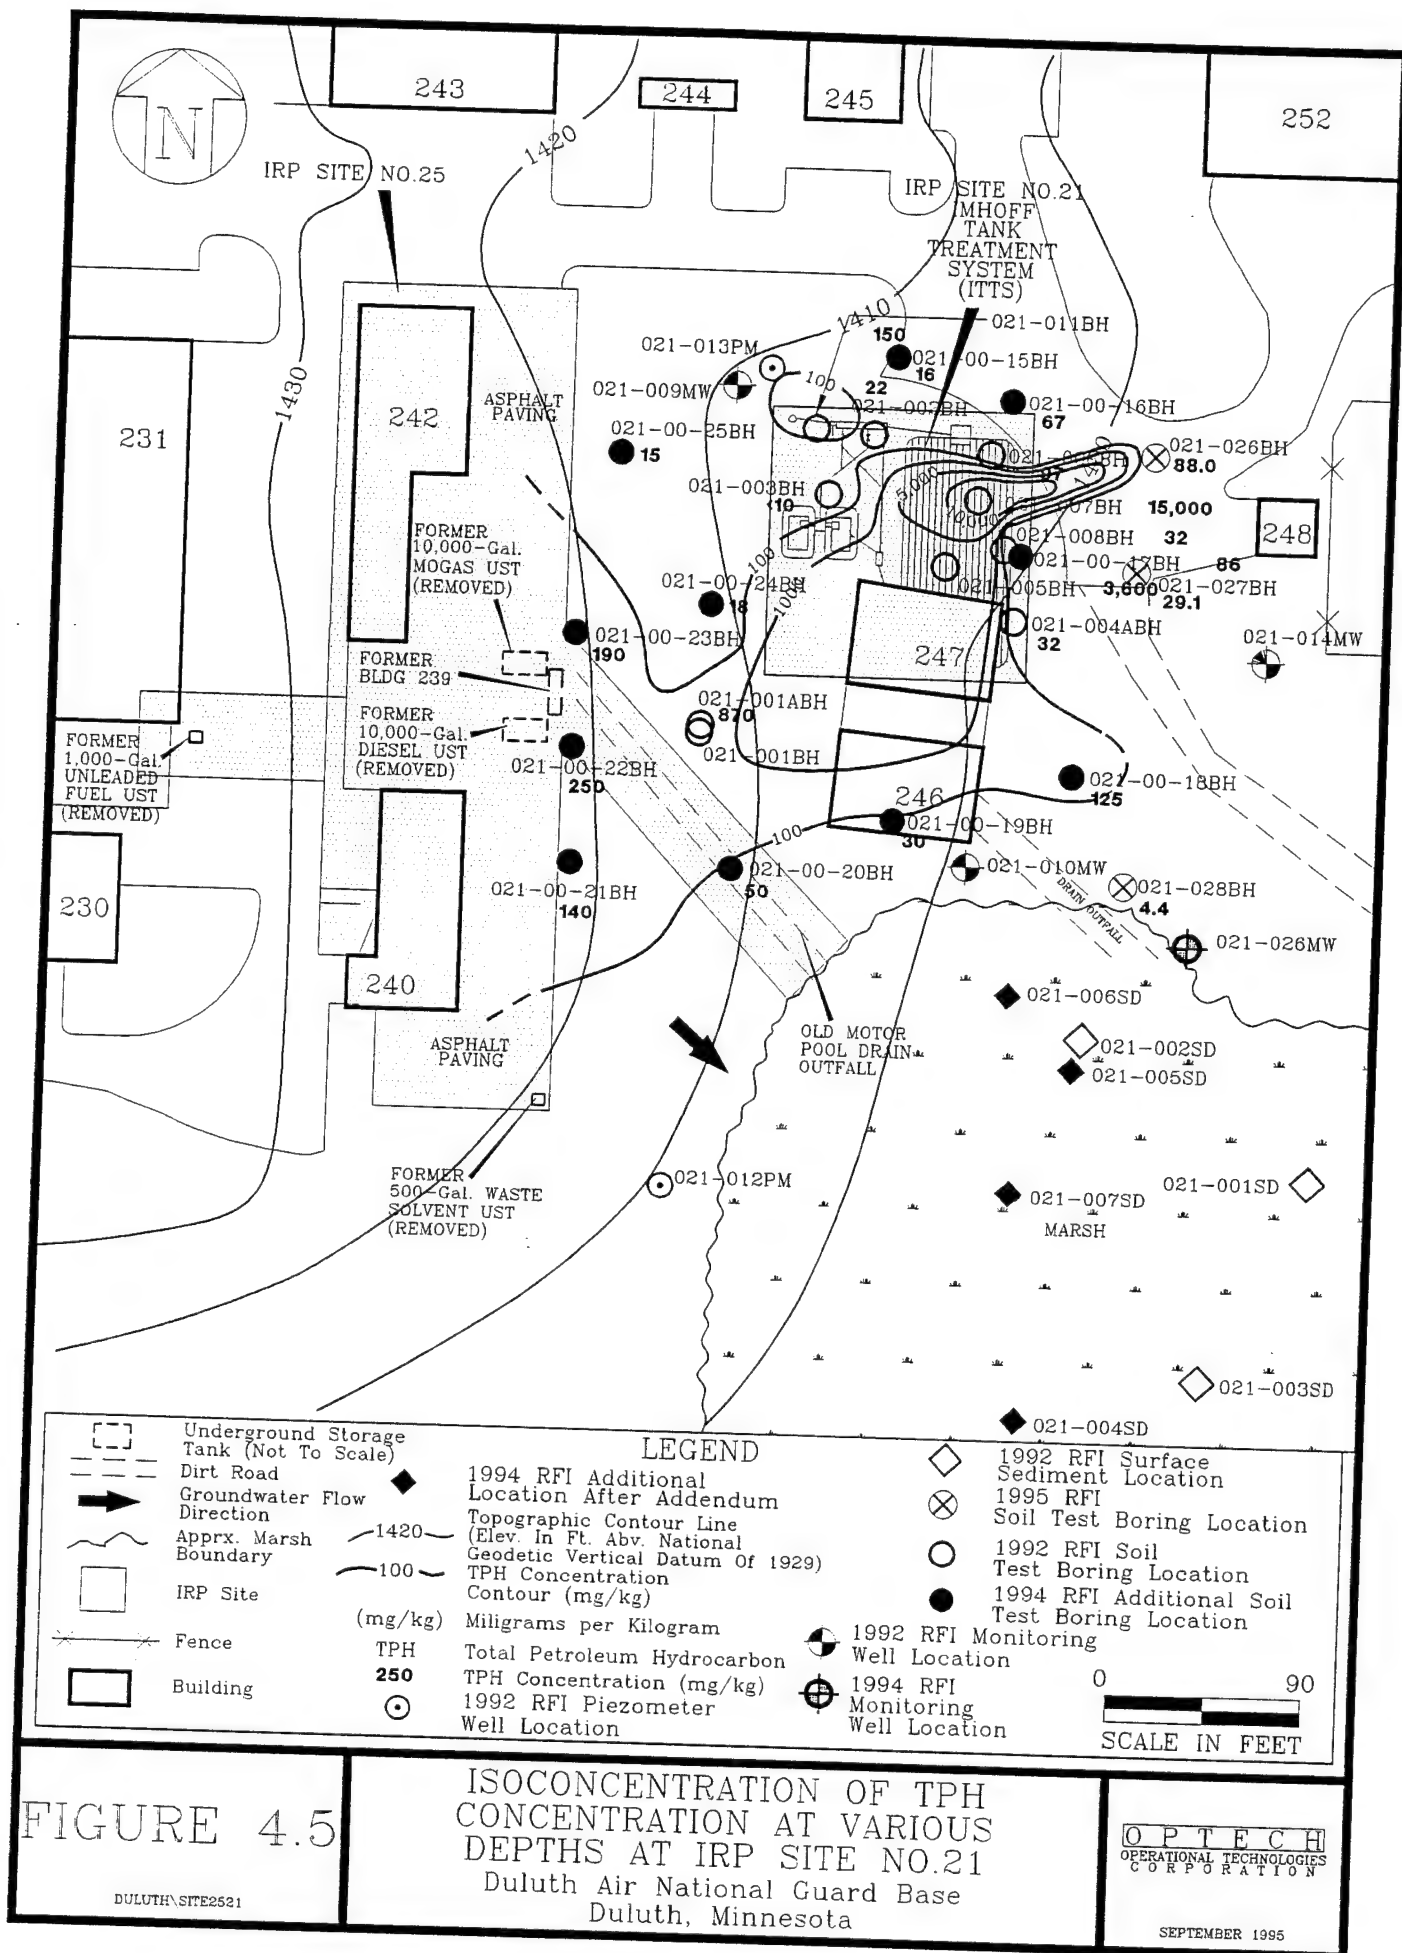 243
244
245
252
N
IRP SITE NO.25
1420
IRP SITE NO.21
IMHOFF
TANK
TREATMENT
SYSTEM
(ITTS)
1410
021-011BH
150
021-013PM
021-00-15BH
16
1430
021-009MW
100
22
021-002BH
021-00-16BH
67
ASPHALT
PAVING
242
231
021-00-25BH
15
021-026BH
88.0
021-003BH
<10
5,000
10,000
15,000
021-008BH
32
248
FORMER
10,000-Gal.
MOGAS UST
(REMOVED)
100
021-00-17BH
86
021-00-24BH
18
1000
021-005BH
3,600
021-027BH
29.1
021-00-23BH
190
021-004ABH
32
021-014MW
247
FORMER
BLDG 239
021-001ABH
870
021-001BH
FORMER
10,000-Gal.
DIESEL UST
(REMOVED)
FORMER
1,000-Gal.
UNLEADED
FUEL UST
(REMOVED)
021-00-22BH
250
021-00-18BH
125
246
021-00-19BH
30
100
021-010MW
021-00-20BH
50
021-00-21BH
140
021-028BH
4.4
DRAIN OUTFALL
230
021-026MW
240
021-006SD
OLD MOTOR
POOL DRAIN
OUTFALL
ASPHALT
PAVING
021-002SD
021-005SD
FORMER
500-Gal. WASTE
SOLVENT UST
(REMOVED)
021-012PM
021-007SD
021-001SD
MARSH
021-003SD
021-004SD
LEGEND
Underground Storage
Tank (Not To Scale)
Dirt Road
Groundwater Flow
Direction
Apprx. Marsh
Boundary
IRP Site
Fence
Building
1994 RFI Additional
Location After Addendum
1420
Topographic Contour Line
(Elev. In Ft. Abv. National
Geodetic Vertical Datum Of 1929)
100
TPH Concentration
Contour (mg/kg)
(mg/kg) Miligrams per Kilogram
TPH Total Petroleum Hydrocarbon
250 TPH Concentration (mg/kg)
1992 RFI Piezometer
Well Location
1992 RFI Surface
Sediment Location
1995 RFI
Soil Test Boring Location
1992 RFI Soil
Test Boring Location
1994 RFI Additional Soil
Test Boring Location
1992 RFI Monitoring
Well Location
1994 RFI
Monitoring
Well Location
0 90
SCALE IN FEET
FIGURE 4.5
DULUTH\SITE2521
ISOCONCENTRATION OF TPH
CONCENTRATION AT VARIOUS
DEPTHS AT IRP SITE NO.21
Duluth Air National Guard Base
Duluth, Minnesota
OPTECH
OPERATIONAL TECHNOLOGIES
CORPORATION
SEPTEMBER 1995